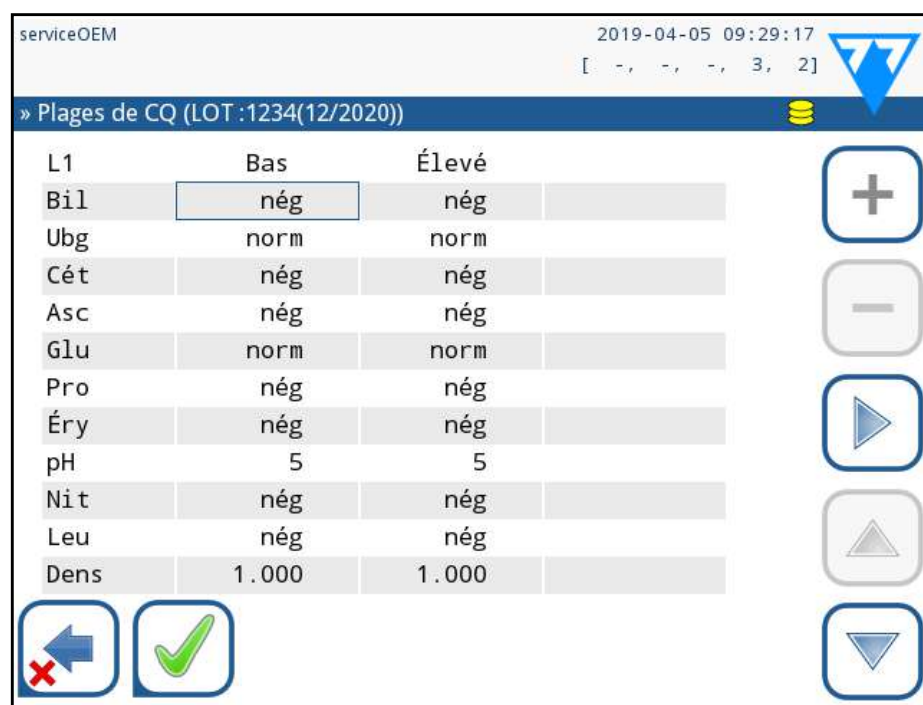 serviceOEM 2019-04-05 09:29:17
[ -, -, -, 3, 2]
» Plages de CQ (LOT :1234(12/2020))
L1 Bas Élevé
Bil nég nég
Ubg norm norm
Cét nég nég
Asc nég nég
Glu norm norm
Pro nég nég
Éry nég nég
pH 5 5
Nit nég nég
Leu nég nég
Dens 1.000 1.000